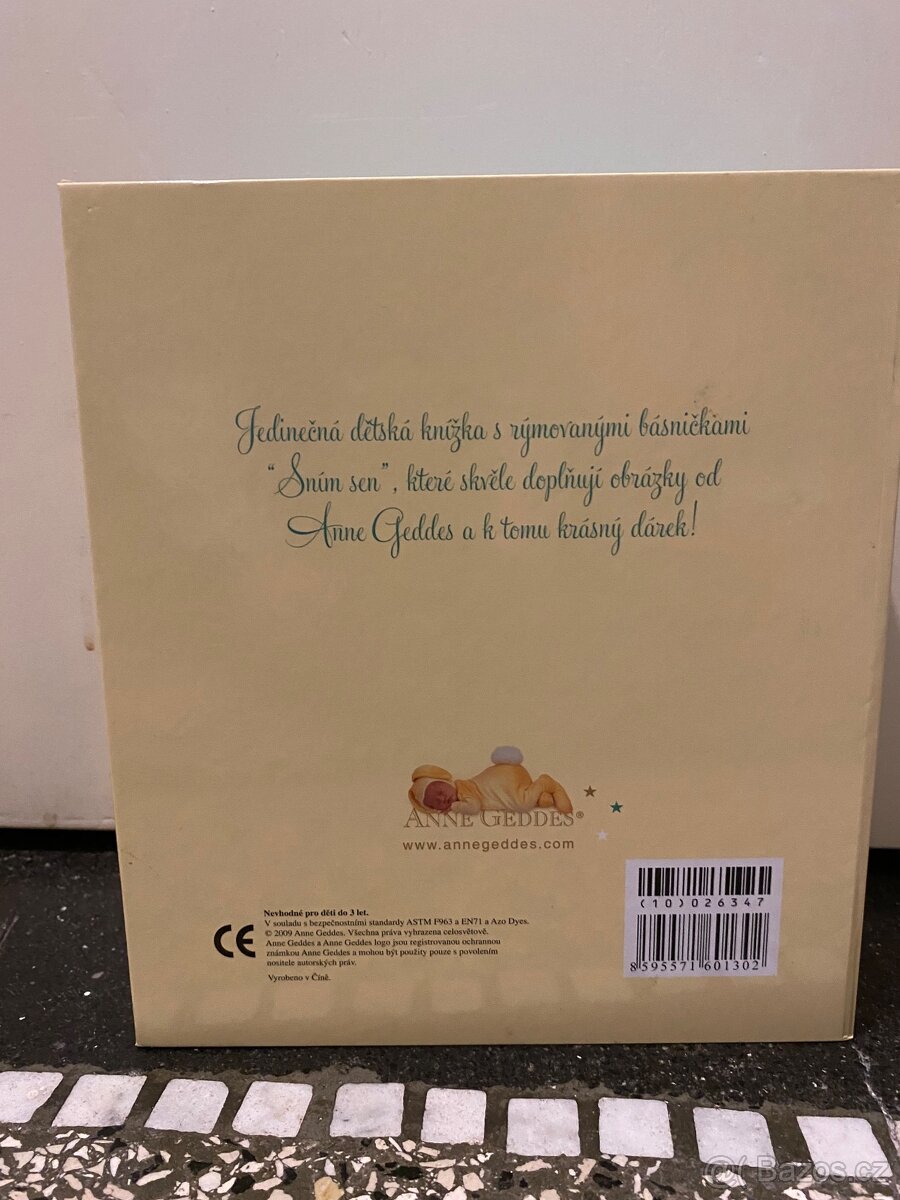 Jedinečná dětská knížka s rýmovanými básničkami
“Sním sen”, které skvěle doplňují obrázky od
Anne Geddes a k tomu krásný dárek!
ANNE GEDDES®
www.annegeddes.com
(10)026347
8595571601302
CE
Nevhodné pro děti do 3 let.
V souladu s bezpečnostními standardy ASTM F963 a EN71 a Azo Dyes.
© 2009 Anne Geddes. Všechna práva vyhrazena celosvětově.
Anne Geddes a Anne Geddes logo jsou registrovanou ochrannou
známkou Anne Geddes a mohou být použity pouze s povolením
nositele autorských práv.
Vyrobeno v Číně.
Bazos.cz